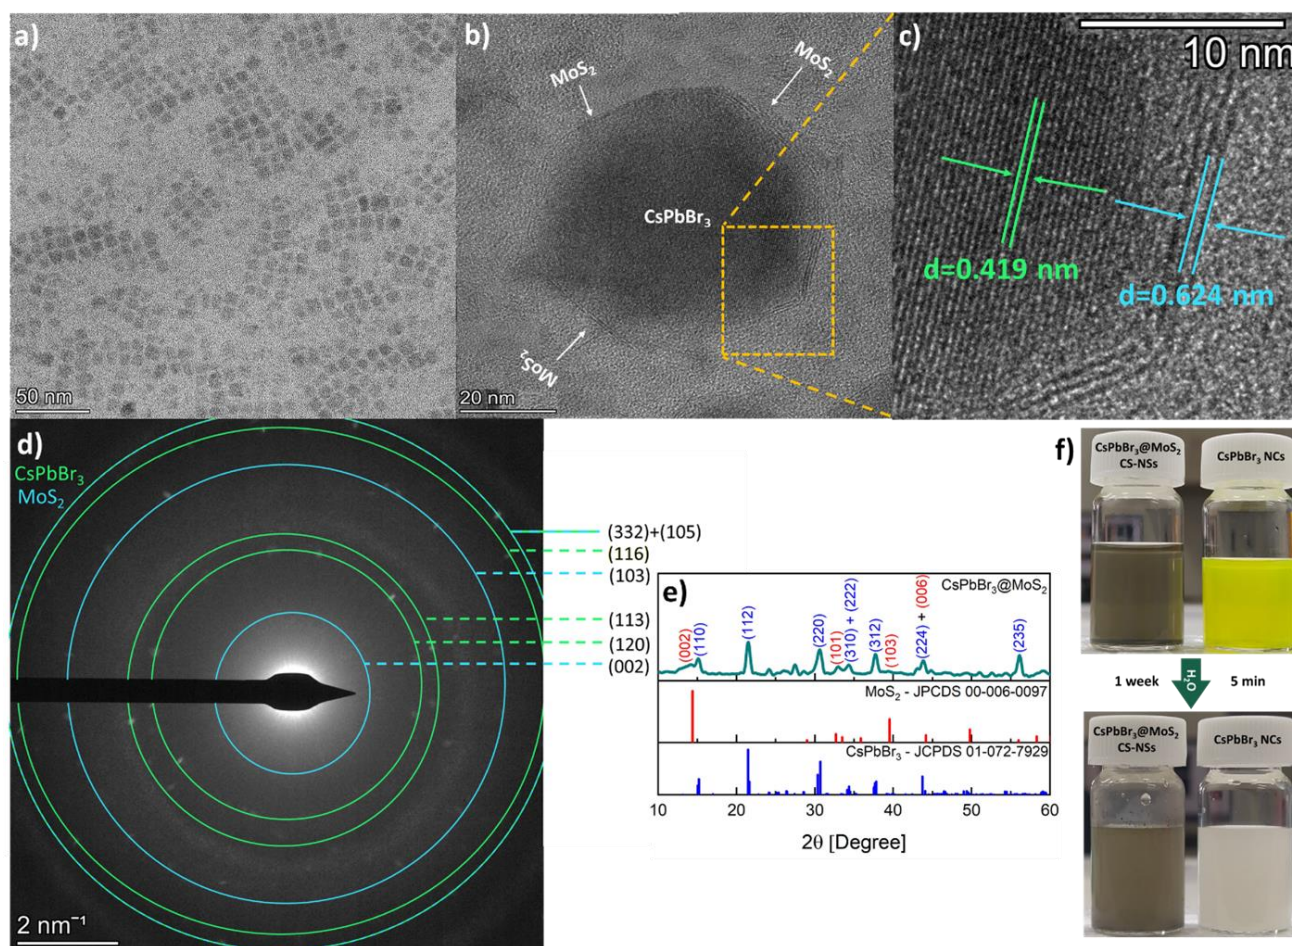 a)
50 nm
b)
MoS₂
MoS₂
CsPbBr₃
MoS₂
20 nm
c)
10 nm
d=0.419 nm
d=0.624 nm
d)
CsPbBr₃
MoS₂
(332)+(105)
(116)
(103)
(113)
(120)
(002)
2 nm⁻¹
e)
CsPbBr₃@MoS₂
(002)
(110)
(112)
(220)
(101)
(310) + (222)
(312)
(103)
(224) + (006)
(235)
MoS₂ - JPCDS 00-006-0097
CsPbBr₃ - JCPDS 01-072-7929
10 20 30 40 50 60
2θ [Degree]
f)
CsPbBr₃@MoS₂
CS-NSs
CsPbBr₃ NCs
1 week
H₂O
5 min
CsPbBr₃@MoS₂
CS-NSs
CsPbBr₃ NCs